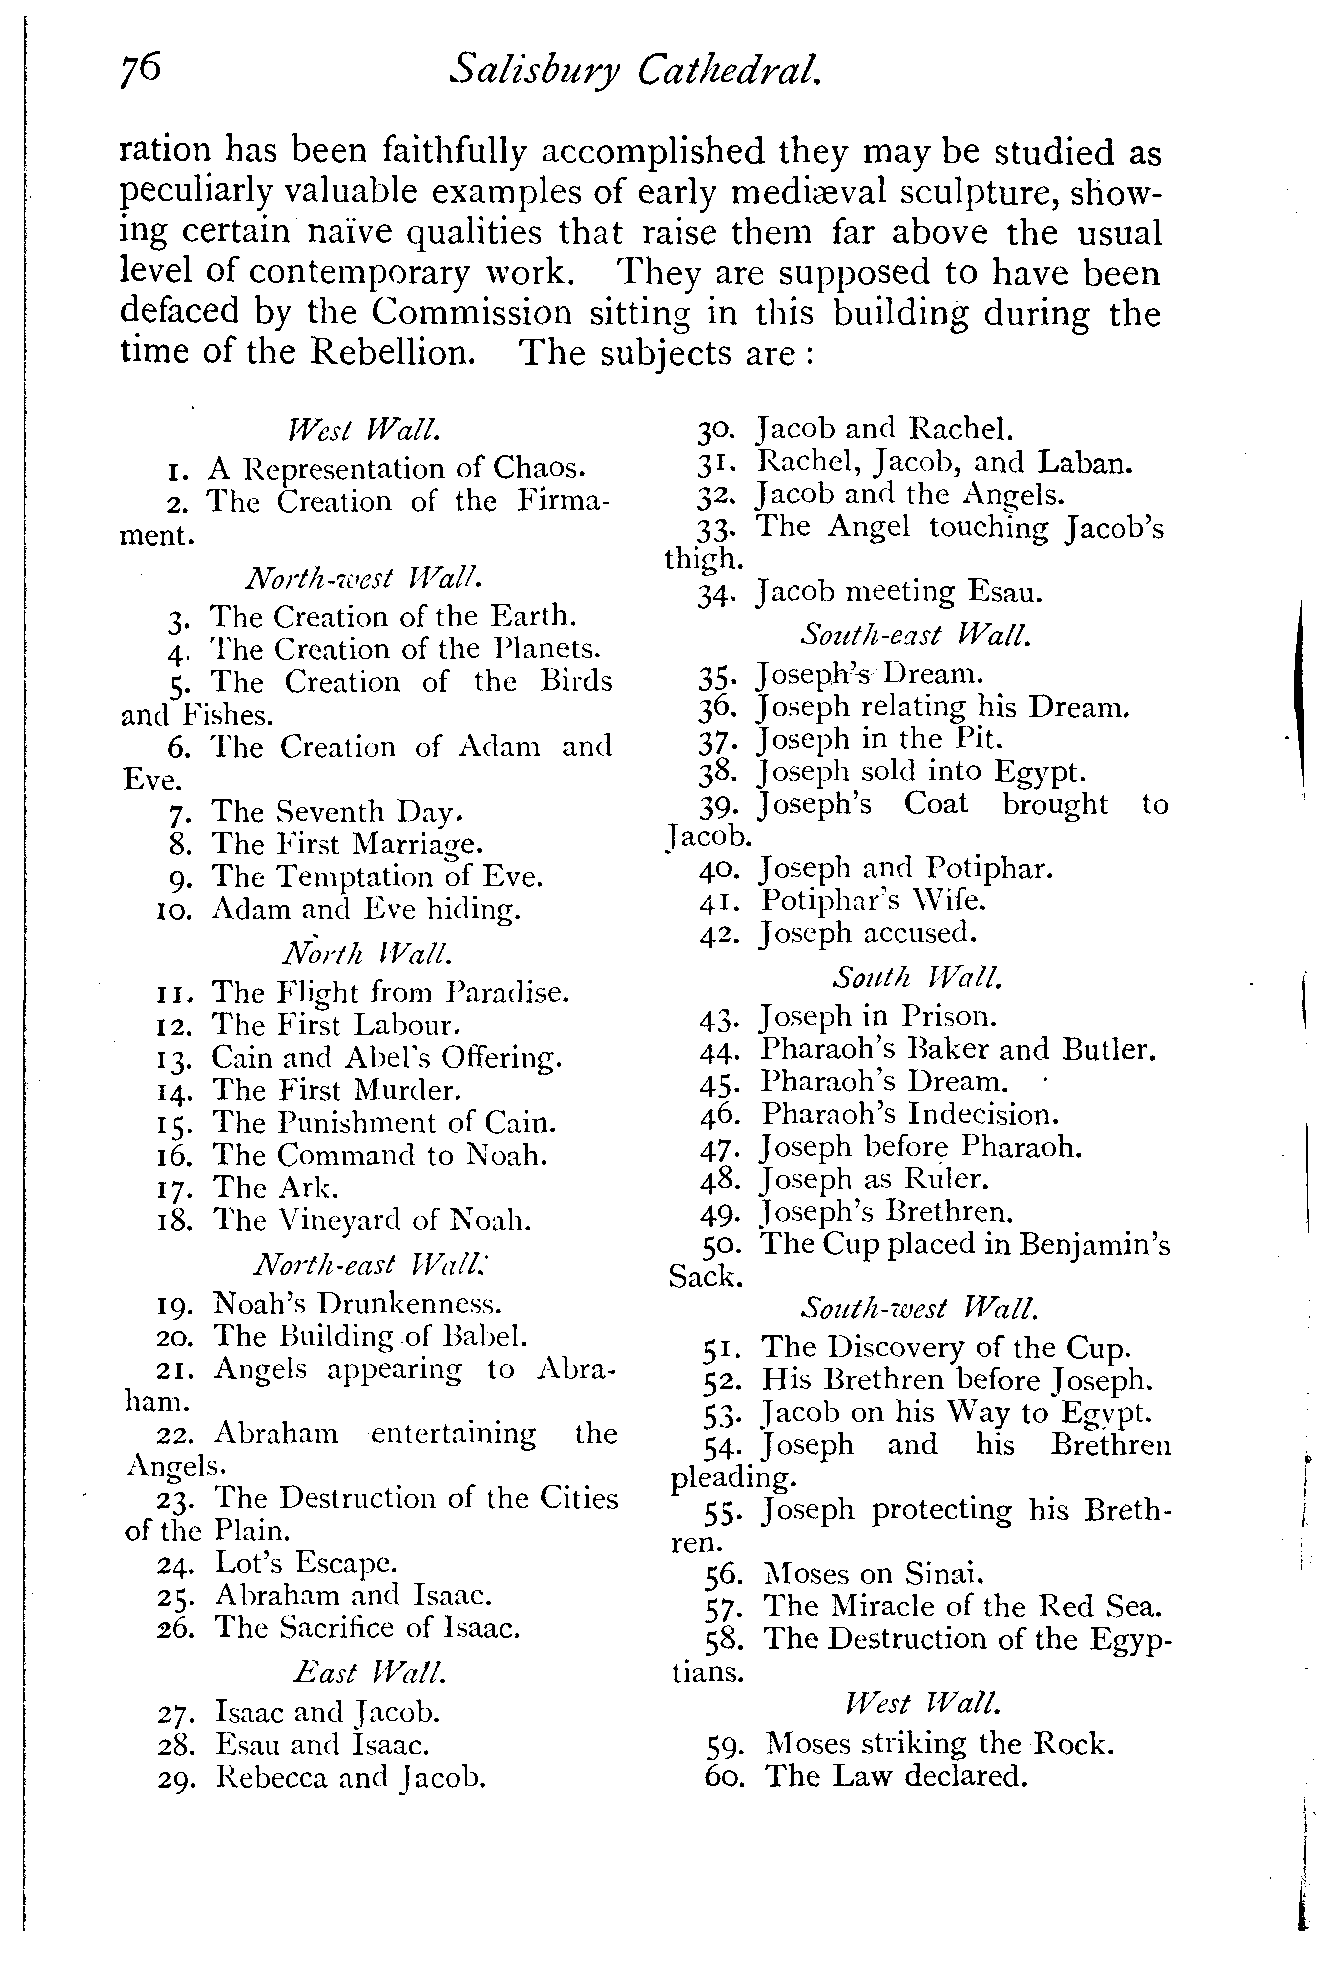 76 Salisbury Cathedral.
ration has been faithfully accomplished they may be studied as
peculiarly valuable examples of early mediæval sculpture, show-
ing certain naïve qualities that raise them far above the usual
level of contemporary work. They are supposed to have been
defaced by the Commission sitting in this building during the
time of the Rebellion. The subjects are :
West Wall.
1. A Representation of Chaos.
2. The Creation of the Firma-
ment.
North-west Wall.
3. The Creation of the Earth.
4. The Creation of the Planets.
5. The Creation of the Birds
and Fishes.
6. The Creation of Adam and
Eve.
7. The Seventh Day.
8. The First Marriage.
9. The Temptation of Eve.
10. Adam and Eve hiding.
North Wall.
11. The Flight from Paradise.
12. The First Labour.
13. Cain and Abel's Offering.
14. The First Murder.
15. The Punishment of Cain.
16. The Command to Noah.
17. The Ark.
18. The Vineyard of Noah.
North-east Wall.
19. Noah's Drunkenness.
20. The Building of Babel.
21. Angels appearing to Abra-
ham.
22. Abraham entertaining the
Angels.
23. The Destruction of the Cities
of the Plain.
24. Lot's Escape.
25. Abraham and Isaac.
26. The Sacrifice of Isaac.
East Wall.
27. Isaac and Jacob.
28. Esau and Isaac.
29. Rebecca and Jacob.
30. Jacob and Rachel.
31. Rachel, Jacob, and Laban.
32. Jacob and the Angels.
33. The Angel touching Jacob's
thigh.
34. Jacob meeting Esau.
South-east Wall.
35. Joseph's Dream.
36. Joseph relating his Dream.
37. Joseph in the Pit.
38. Joseph sold into Egypt.
39. Joseph's Coat brought to
Jacob.
40. Joseph and Potiphar.
41. Potiphar's Wife.
42. Joseph accused.
South Wall.
43. Joseph in Prison.
44. Pharaoh's Baker and Butler.
45. Pharaoh's Dream.
46. Pharaoh's Indecision.
47. Joseph before Pharaoh.
48. Joseph as Ruler.
49. Joseph's Brethren.
50. The Cup placed in Benjamin's
Sack.
South-west Wall.
51. The Discovery of the Cup.
52. His Brethren before Joseph.
53. Jacob on his Way to Egypt.
54. Joseph and his Brethren
pleading.
55. Joseph protecting his Breth-
ren.
56. Moses on Sinai.
57. The Miracle of the Red Sea.
58. The Destruction of the Egyp-
tians.
West Wall.
59. Moses striking the Rock.
60. The Law declared.